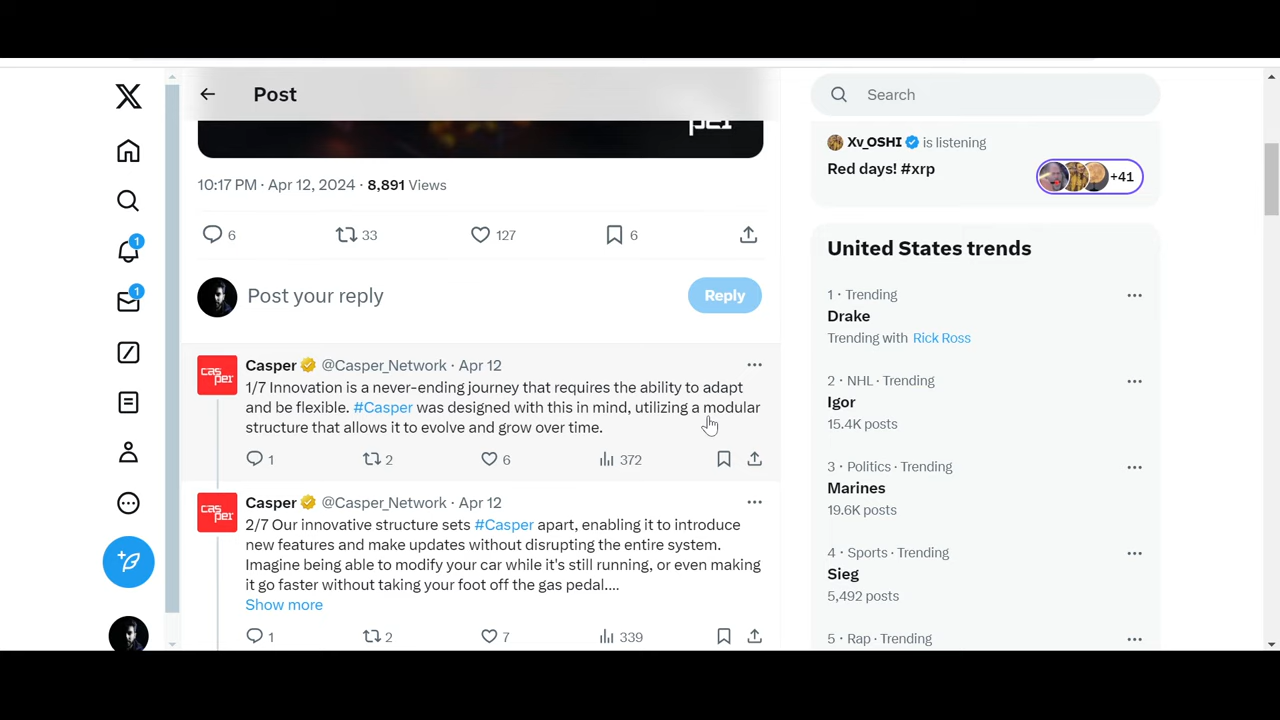 Post
per
10:17 PM · Apr 12, 2024 · 8,891 Views
6
33
127
6
Post your reply
Reply
Casper @Casper_Network · Apr 12
1/7 Innovation is a never-ending journey that requires the ability to adapt
and be flexible. #Casper was designed with this in mind, utilizing a modular
structure that allows it to evolve and grow over time.
1
2
6
372
cas
per
Casper @Casper_Network · Apr 12
2/7 Our innovative structure sets #Casper apart, enabling it to introduce
new features and make updates without disrupting the entire system.
Imagine being able to modify your car while it's still running, or even making
it go faster without taking your foot off the gas pedal....
Show more
1
2
7
339
cas
per
1
1
Search
Xv_OSHI is listening
Red days! #xrp
+41
United States trends
1 · Trending
Drake
Trending with Rick Ross
2 · NHL · Trending
Igor
15.4K posts
3 · Politics · Trending
Marines
19.6K posts
4 · Sports · Trending
Sieg
5,492 posts
5 · Rap · Trending